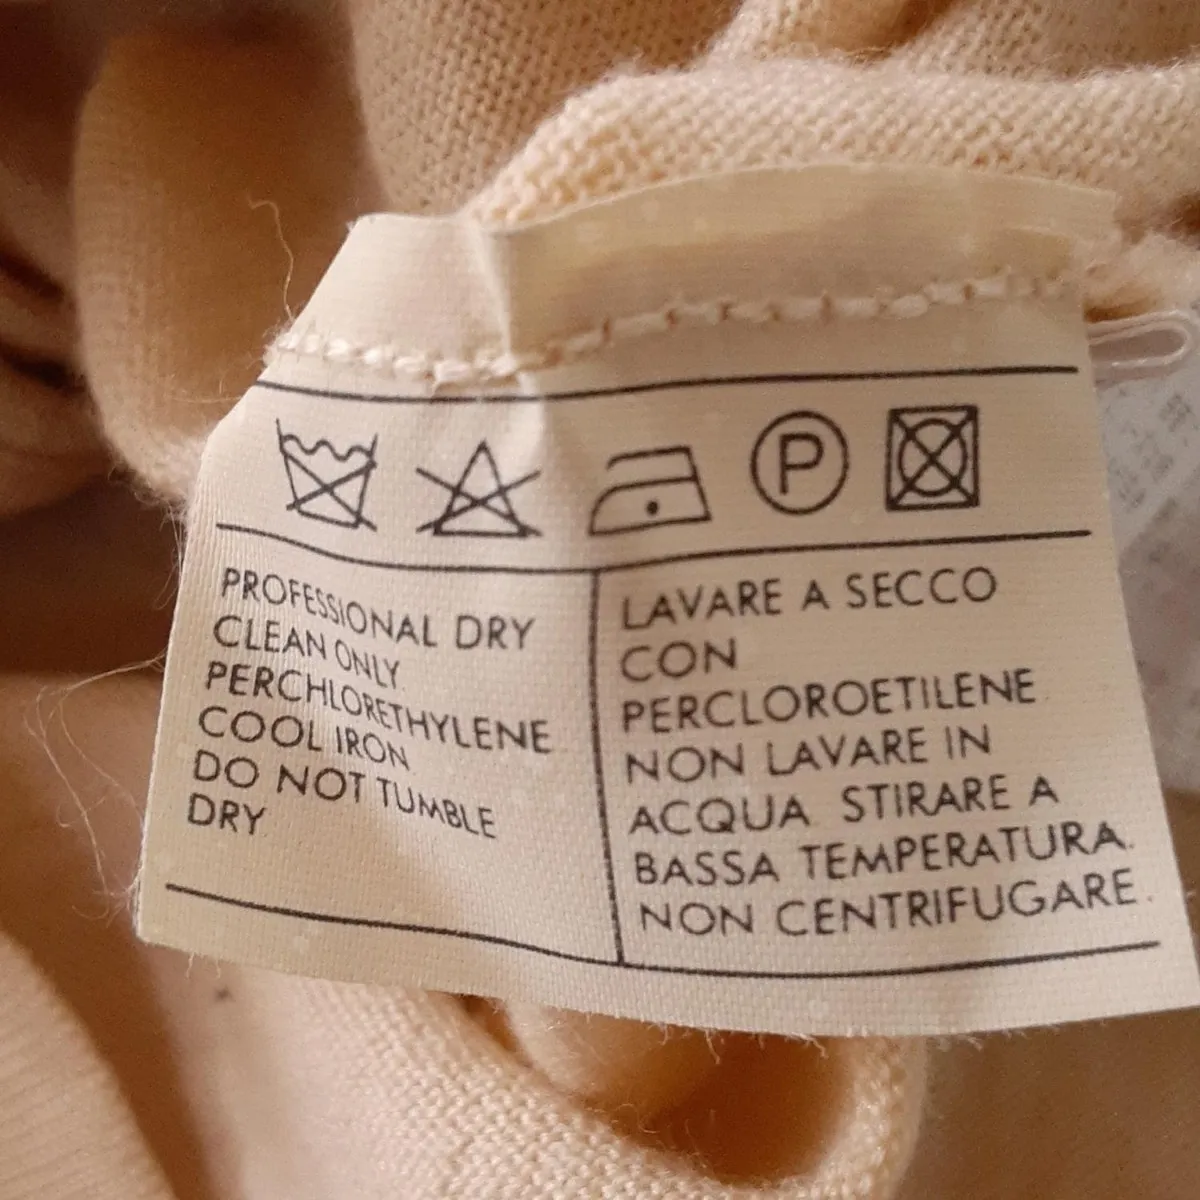 P
PROFESSIONAL DRY
CLEAN ONLY
PERCHLORETHYLENE
COOL IRON
DO NOT TUMBLE
DRY
LAVARE A SECCO
CON
PERCLOROETILENE
NON LAVARE IN
ACQUA STIRARE A
BASSA TEMPERATURA.
NON CENTRIFUGARE.